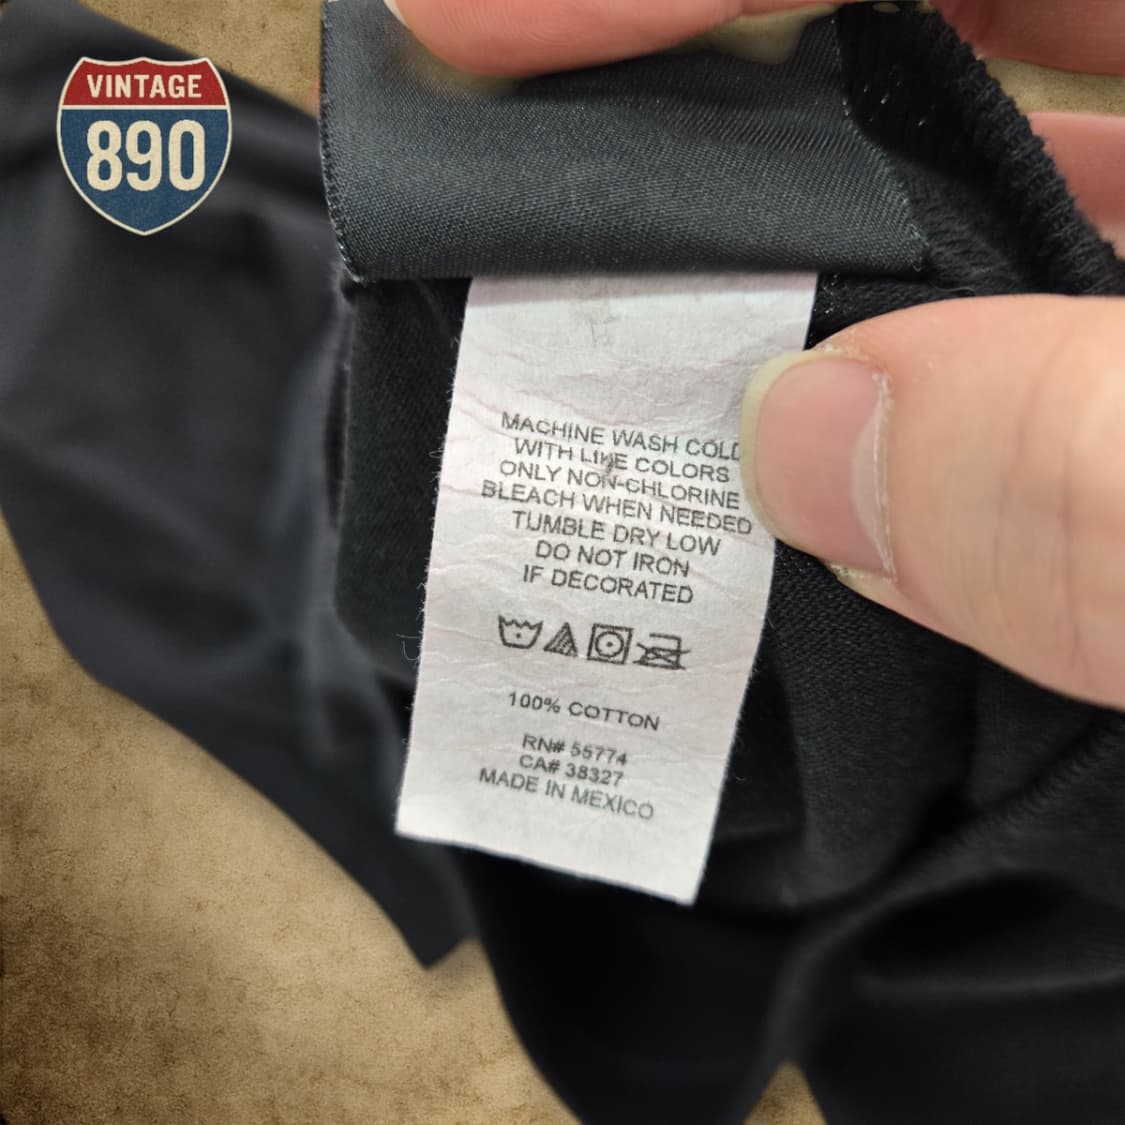 VINTAGE
890
MACHINE WASH COLD
WITH LIKE COLORS
ONLY NON-CHLORINE
BLEACH WHEN NEEDED
TUMBLE DRY LOW
DO NOT IRON
IF DECORATED
100% COTTON
RN# 55774
CA# 38327
MADE IN MEXICO